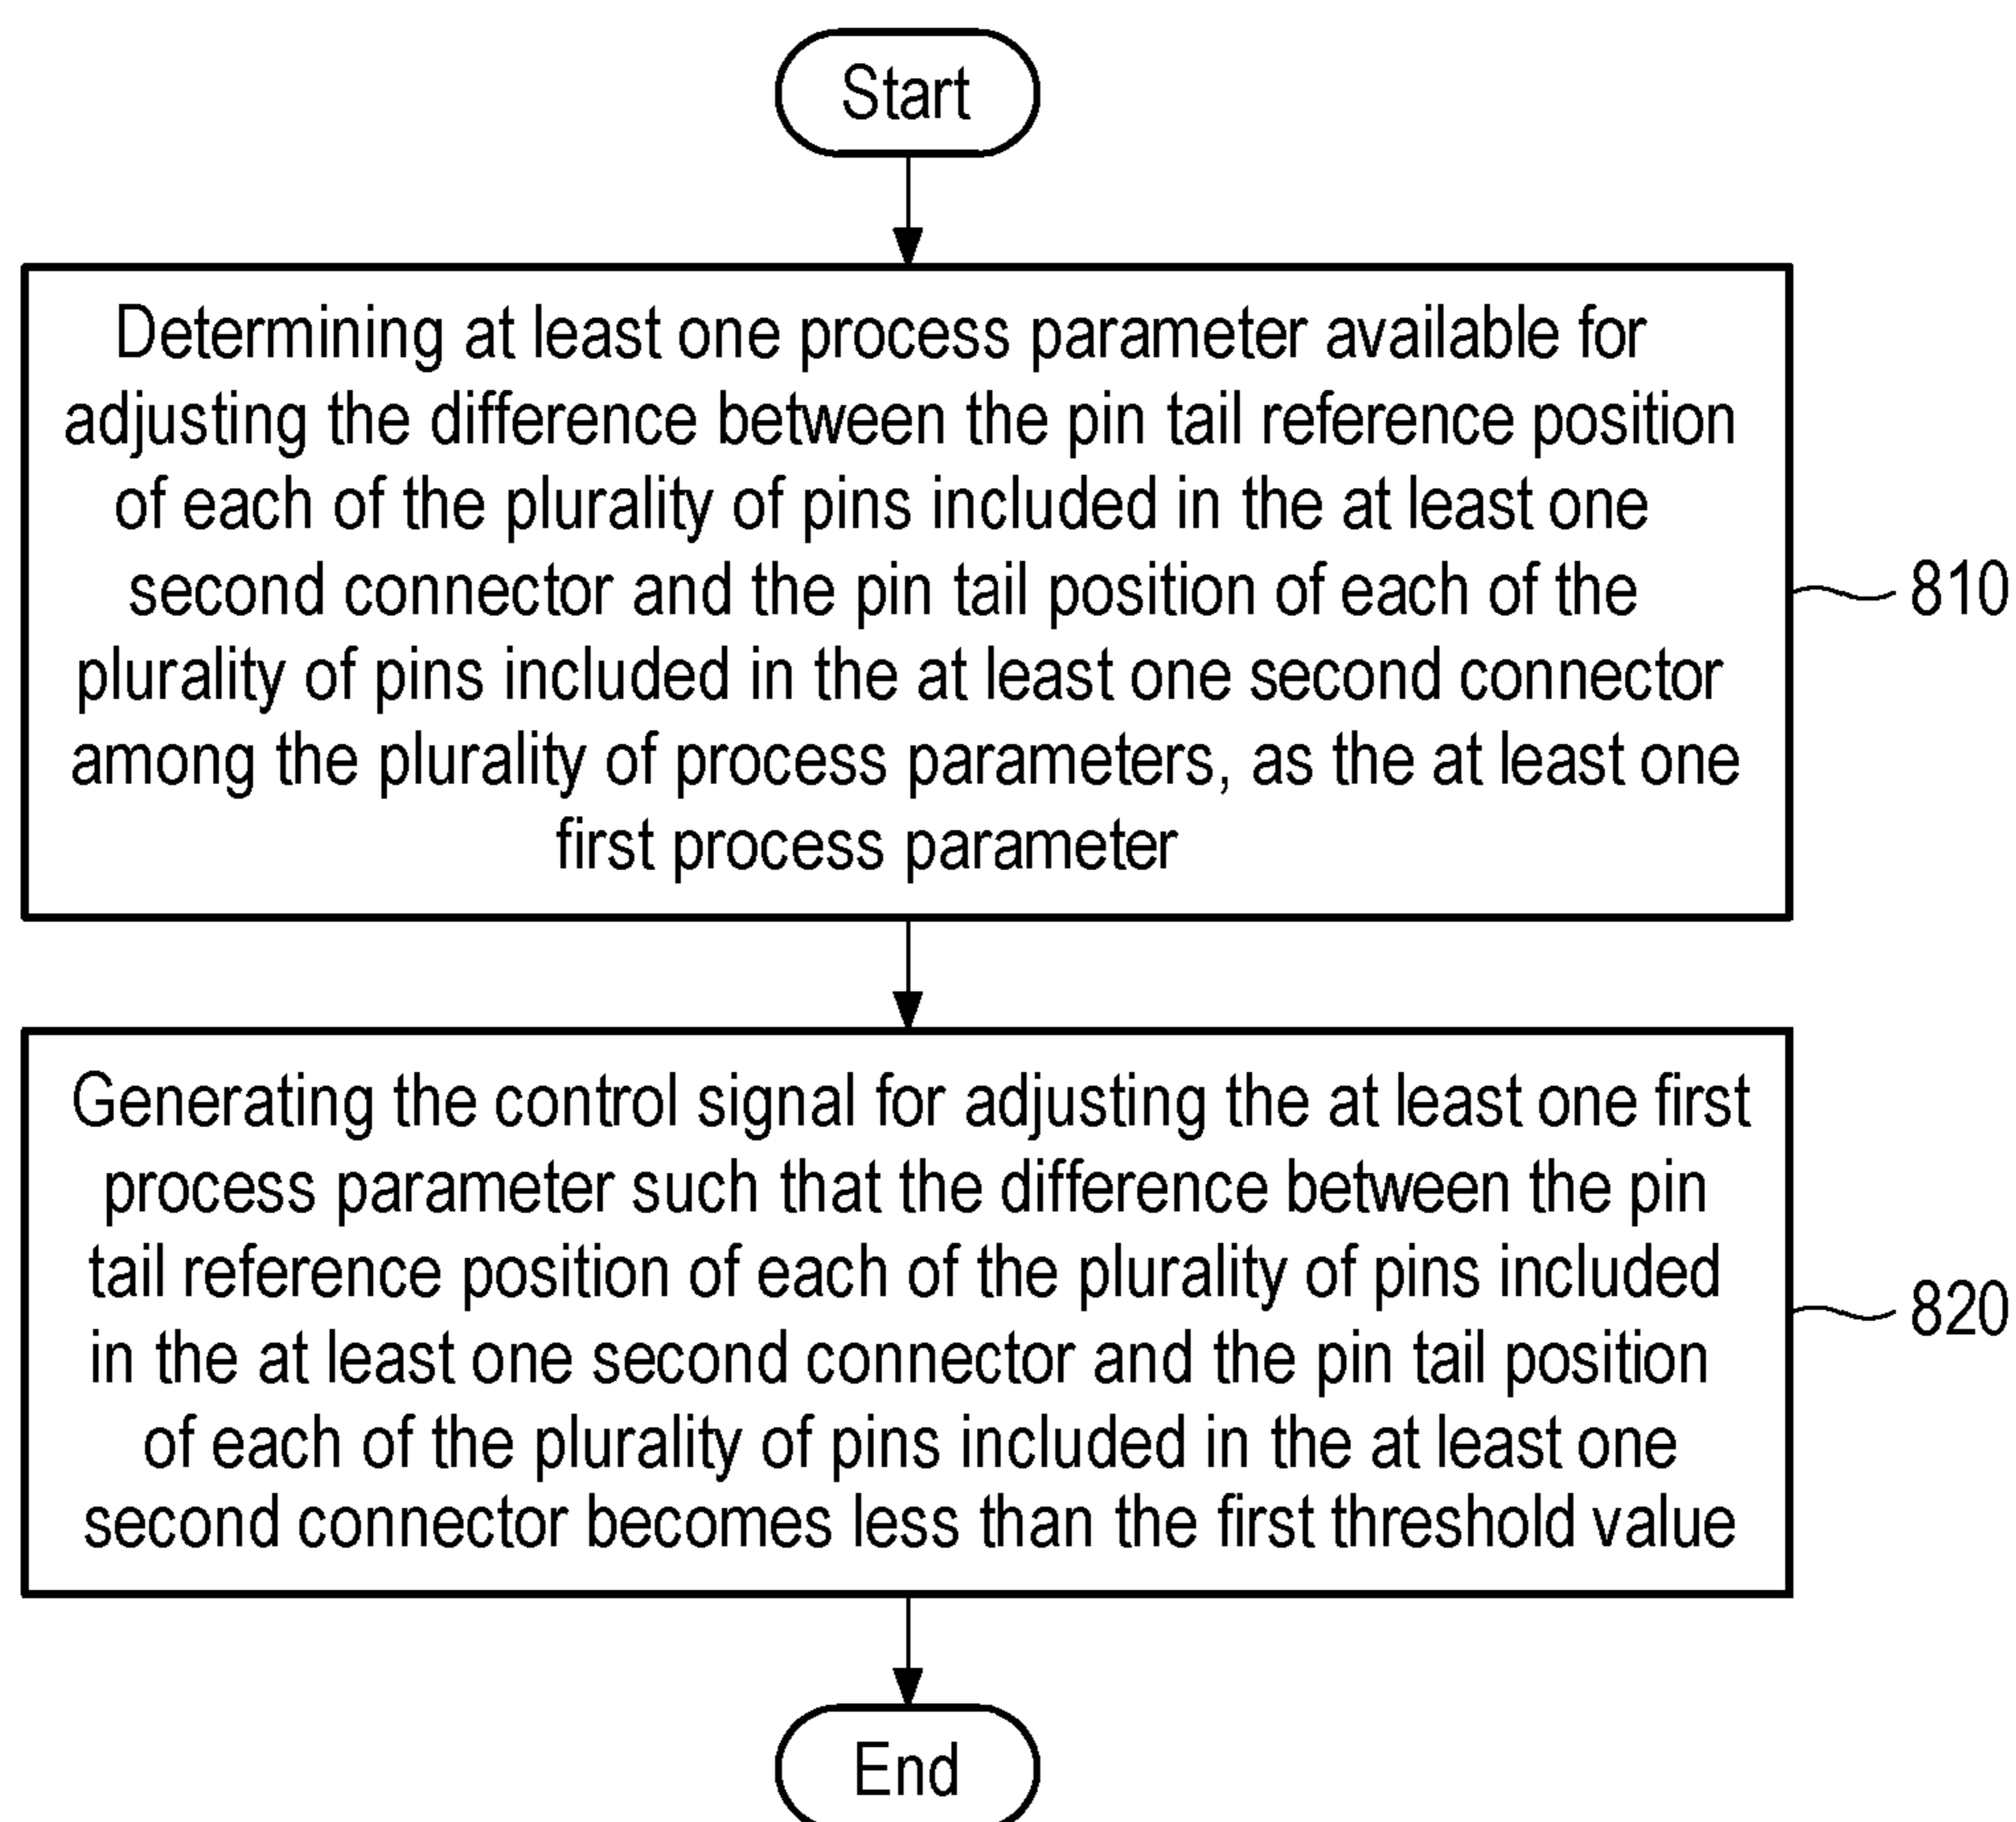 Start
Determining at least one process parameter available for
adjusting the difference between the pin tail reference position
of each of the plurality of pins included in the at least one
second connector and the pin tail position of each of the
plurality of pins included in the at least one second connector
among the plurality of process parameters, as the at least one
first process parameter
810
Generating the control signal for adjusting the at least one first
process parameter such that the difference between the pin
tail reference position of each of the plurality of pins included
in the at least one second connector and the pin tail position
of each of the plurality of pins included in the at least one
second connector becomes less than the first threshold value
820
End